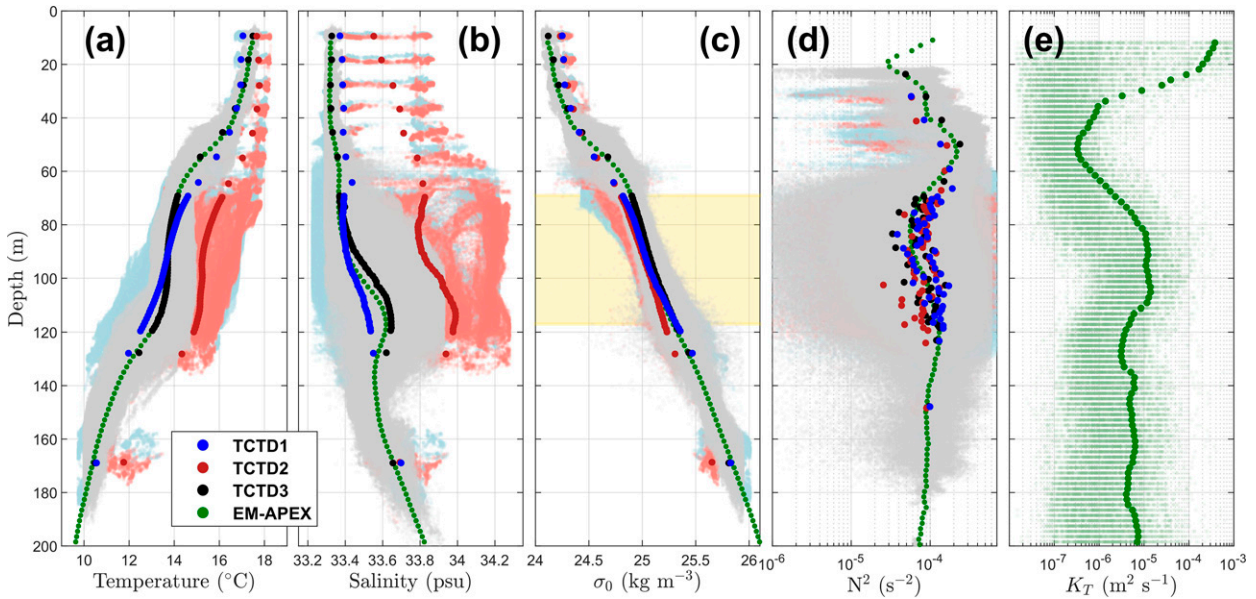 (a)
(b)
(c)
(d)
(e)
Depth (m)
0
20
40
60
80
100
120
140
160
180
200
TCTD1
TCTD2
TCTD3
EM-APEX
10 12 14 16 18
33.2 33.4 33.6 33.8 34 34.2
24 24.5 25 25.5 26
10-6 10-5 10-4
10-7 10-6 10-5 10-4 10-3
Temperature (°C)
Salinity (psu)
σ0 (kg m−3)
N2 (s−2)
KT (m2 s−1)